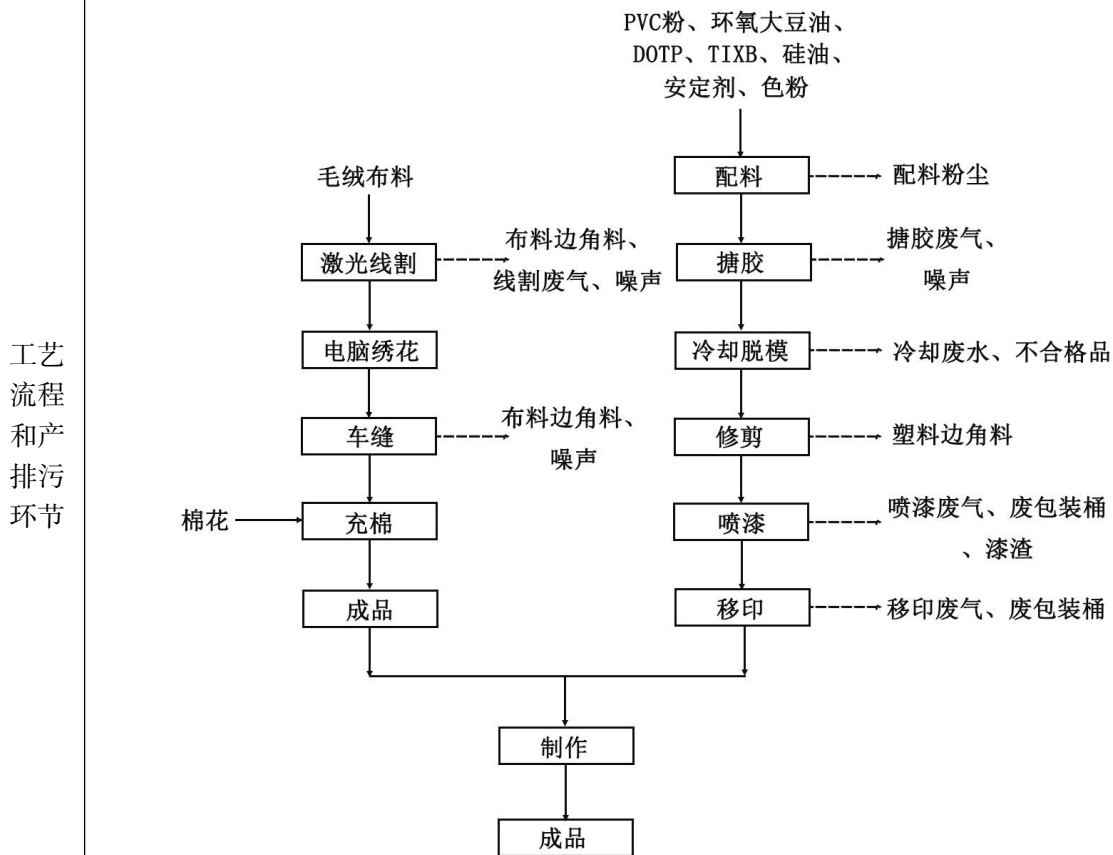 工艺
流程
和产
排污
环节
PVC粉、环氧大豆油、
DOTP、TIXB、硅油、
安定剂、色粉
配料
配料粉尘
搪胶
搪胶废气、
噪声
冷却脱模
冷却废水、不合格品
修剪
塑料边角料
喷漆
喷漆废气、废包装桶
、漆渣
移印
移印废气、废包装桶
毛绒布料
激光线割
布料边角料、
线割废气、噪声
电脑绣花
车缝
布料边角料、
噪声
棉花
充棉
成品
制作
成品